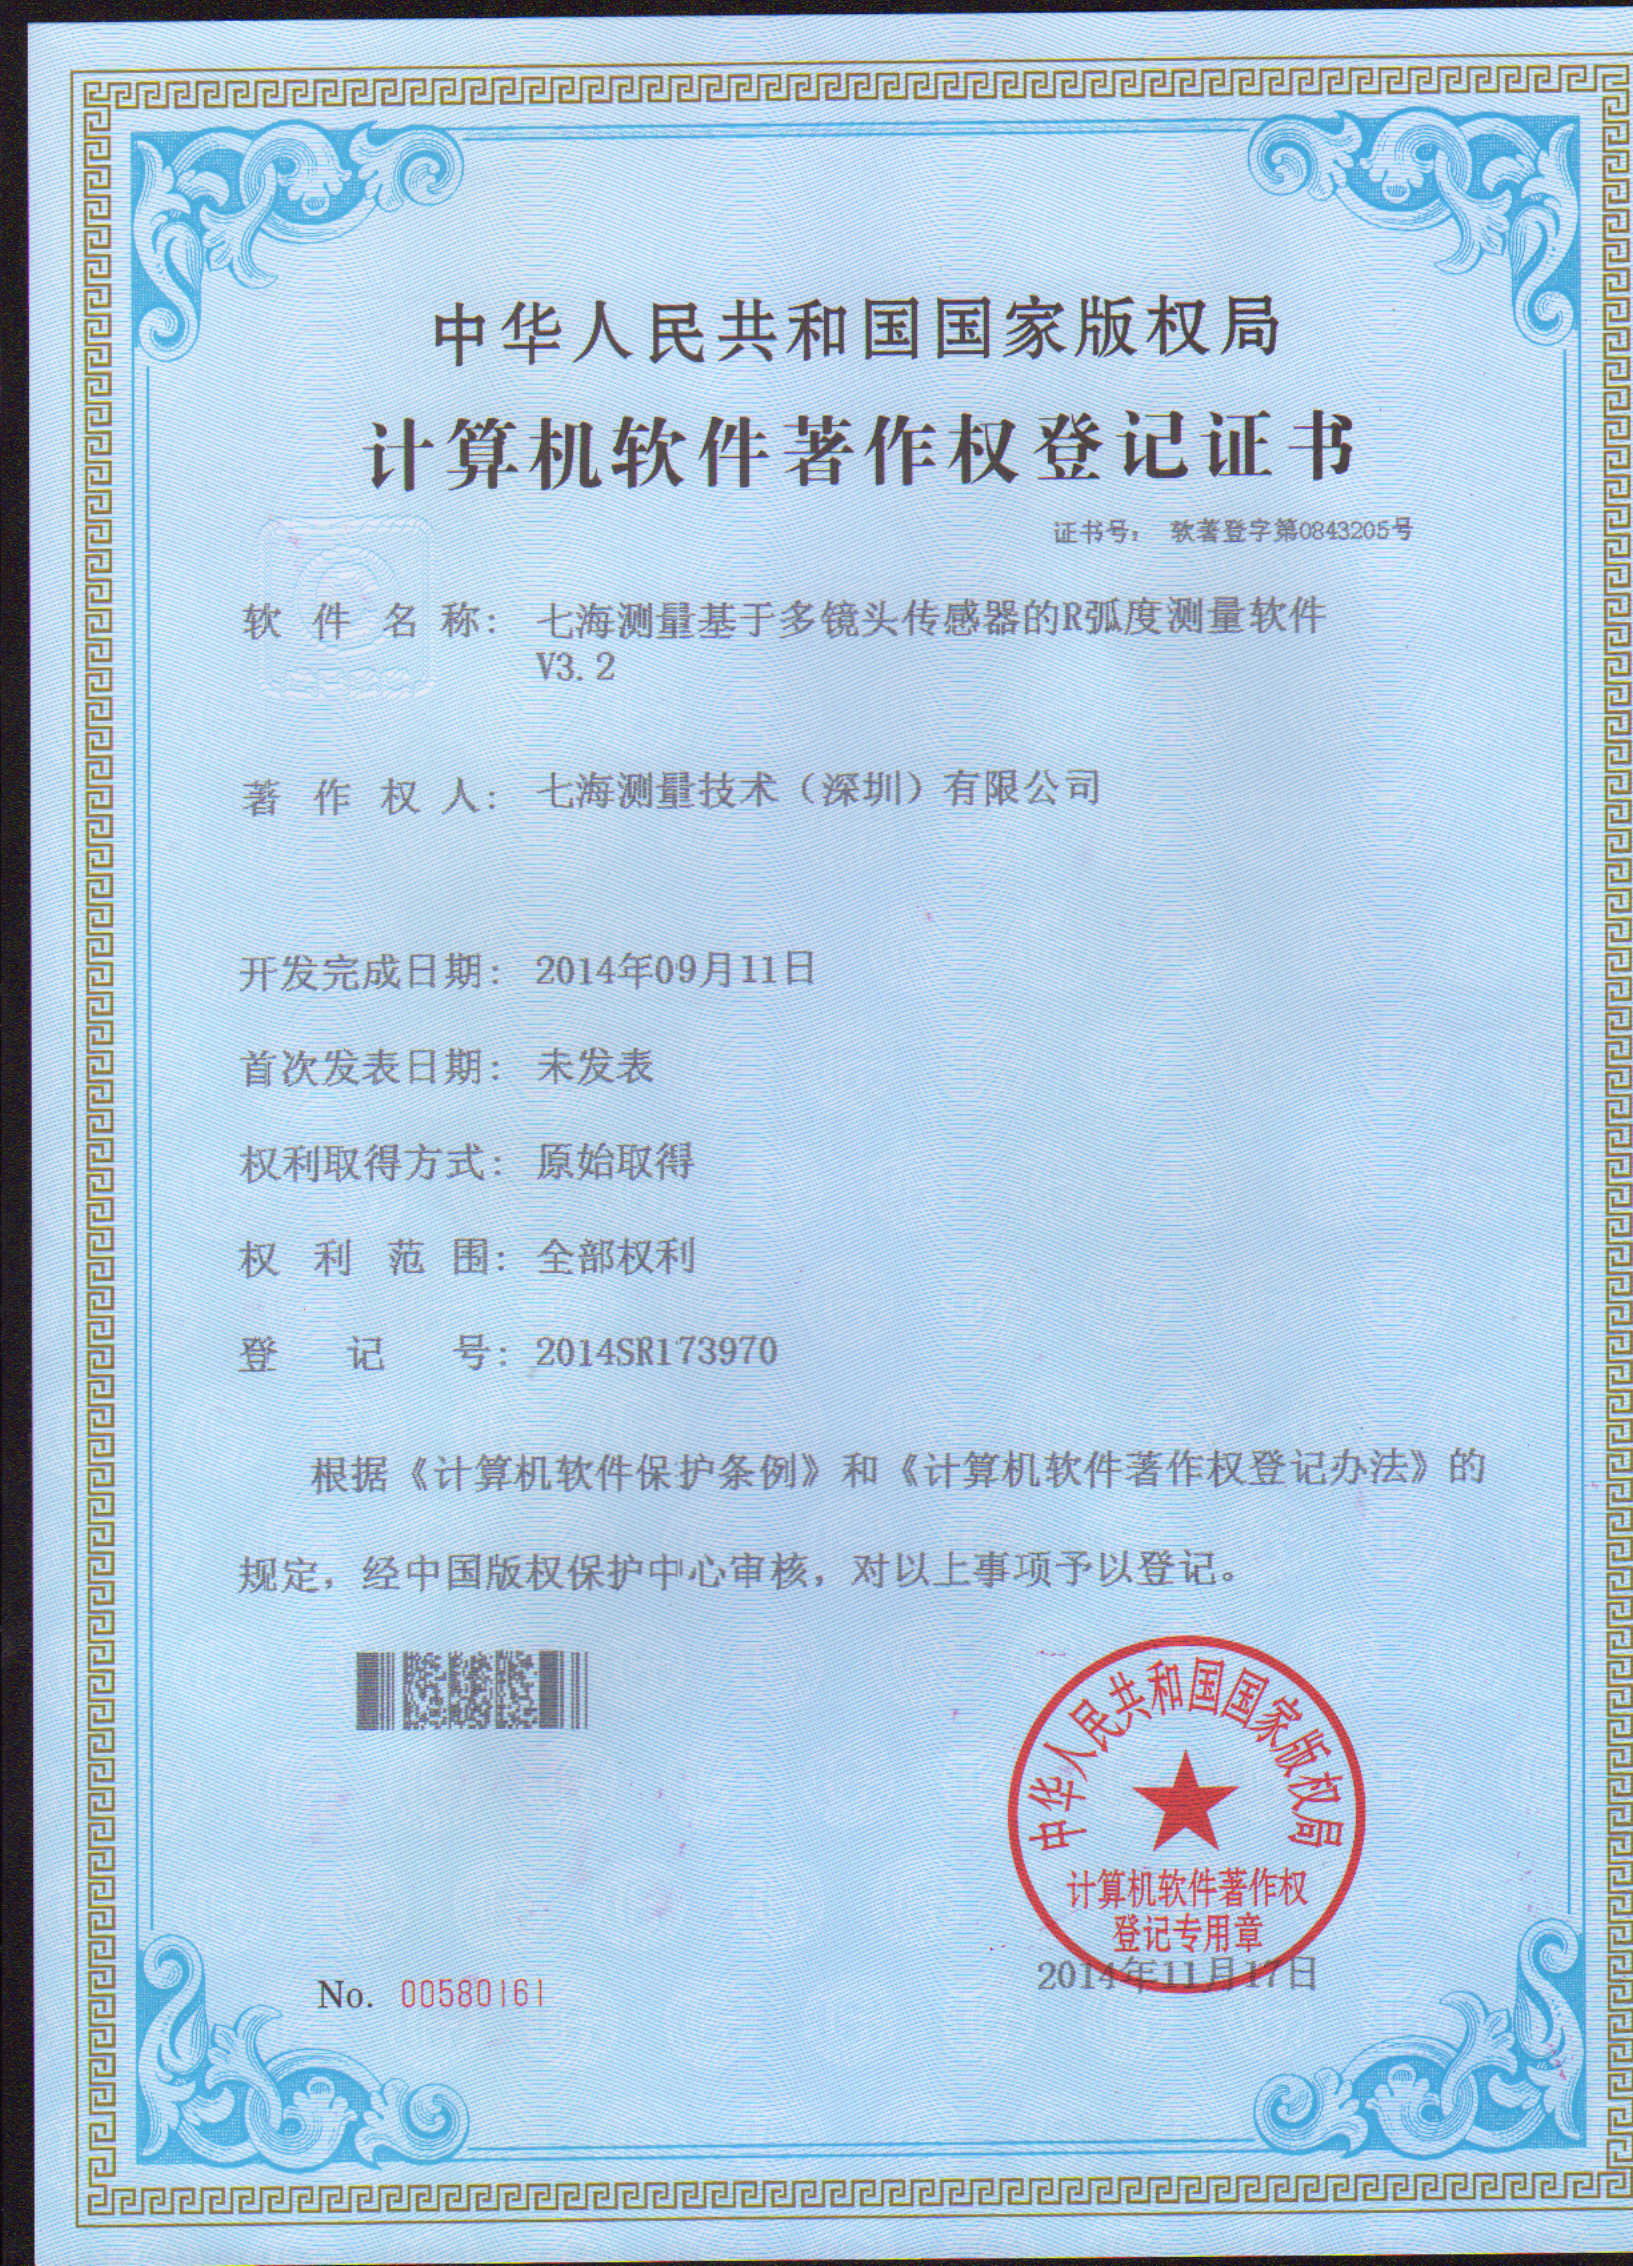 中华人民共和国国家版权局
计算机软件著作权登记证书
证书号： 软著登字第0843205号
软件名称： 七海测量基于多镜头传感器的R弧度测量软件
V3.2
著作权人： 七海测量技术（深圳）有限公司
开发完成日期： 2014年09月11日
首次发表日期： 未发表
权利取得方式： 原始取得
权利范围： 全部权利
登记号： 2014SR173970
根据《计算机软件保护条例》和《计算机软件著作权登记办法》的
规定，经中国版权保护中心审核，对以上事项予以登记。
中华人民共和国国家版权局
计算机软件著作权
登记专用章
2014年11月17日
No. 00580161